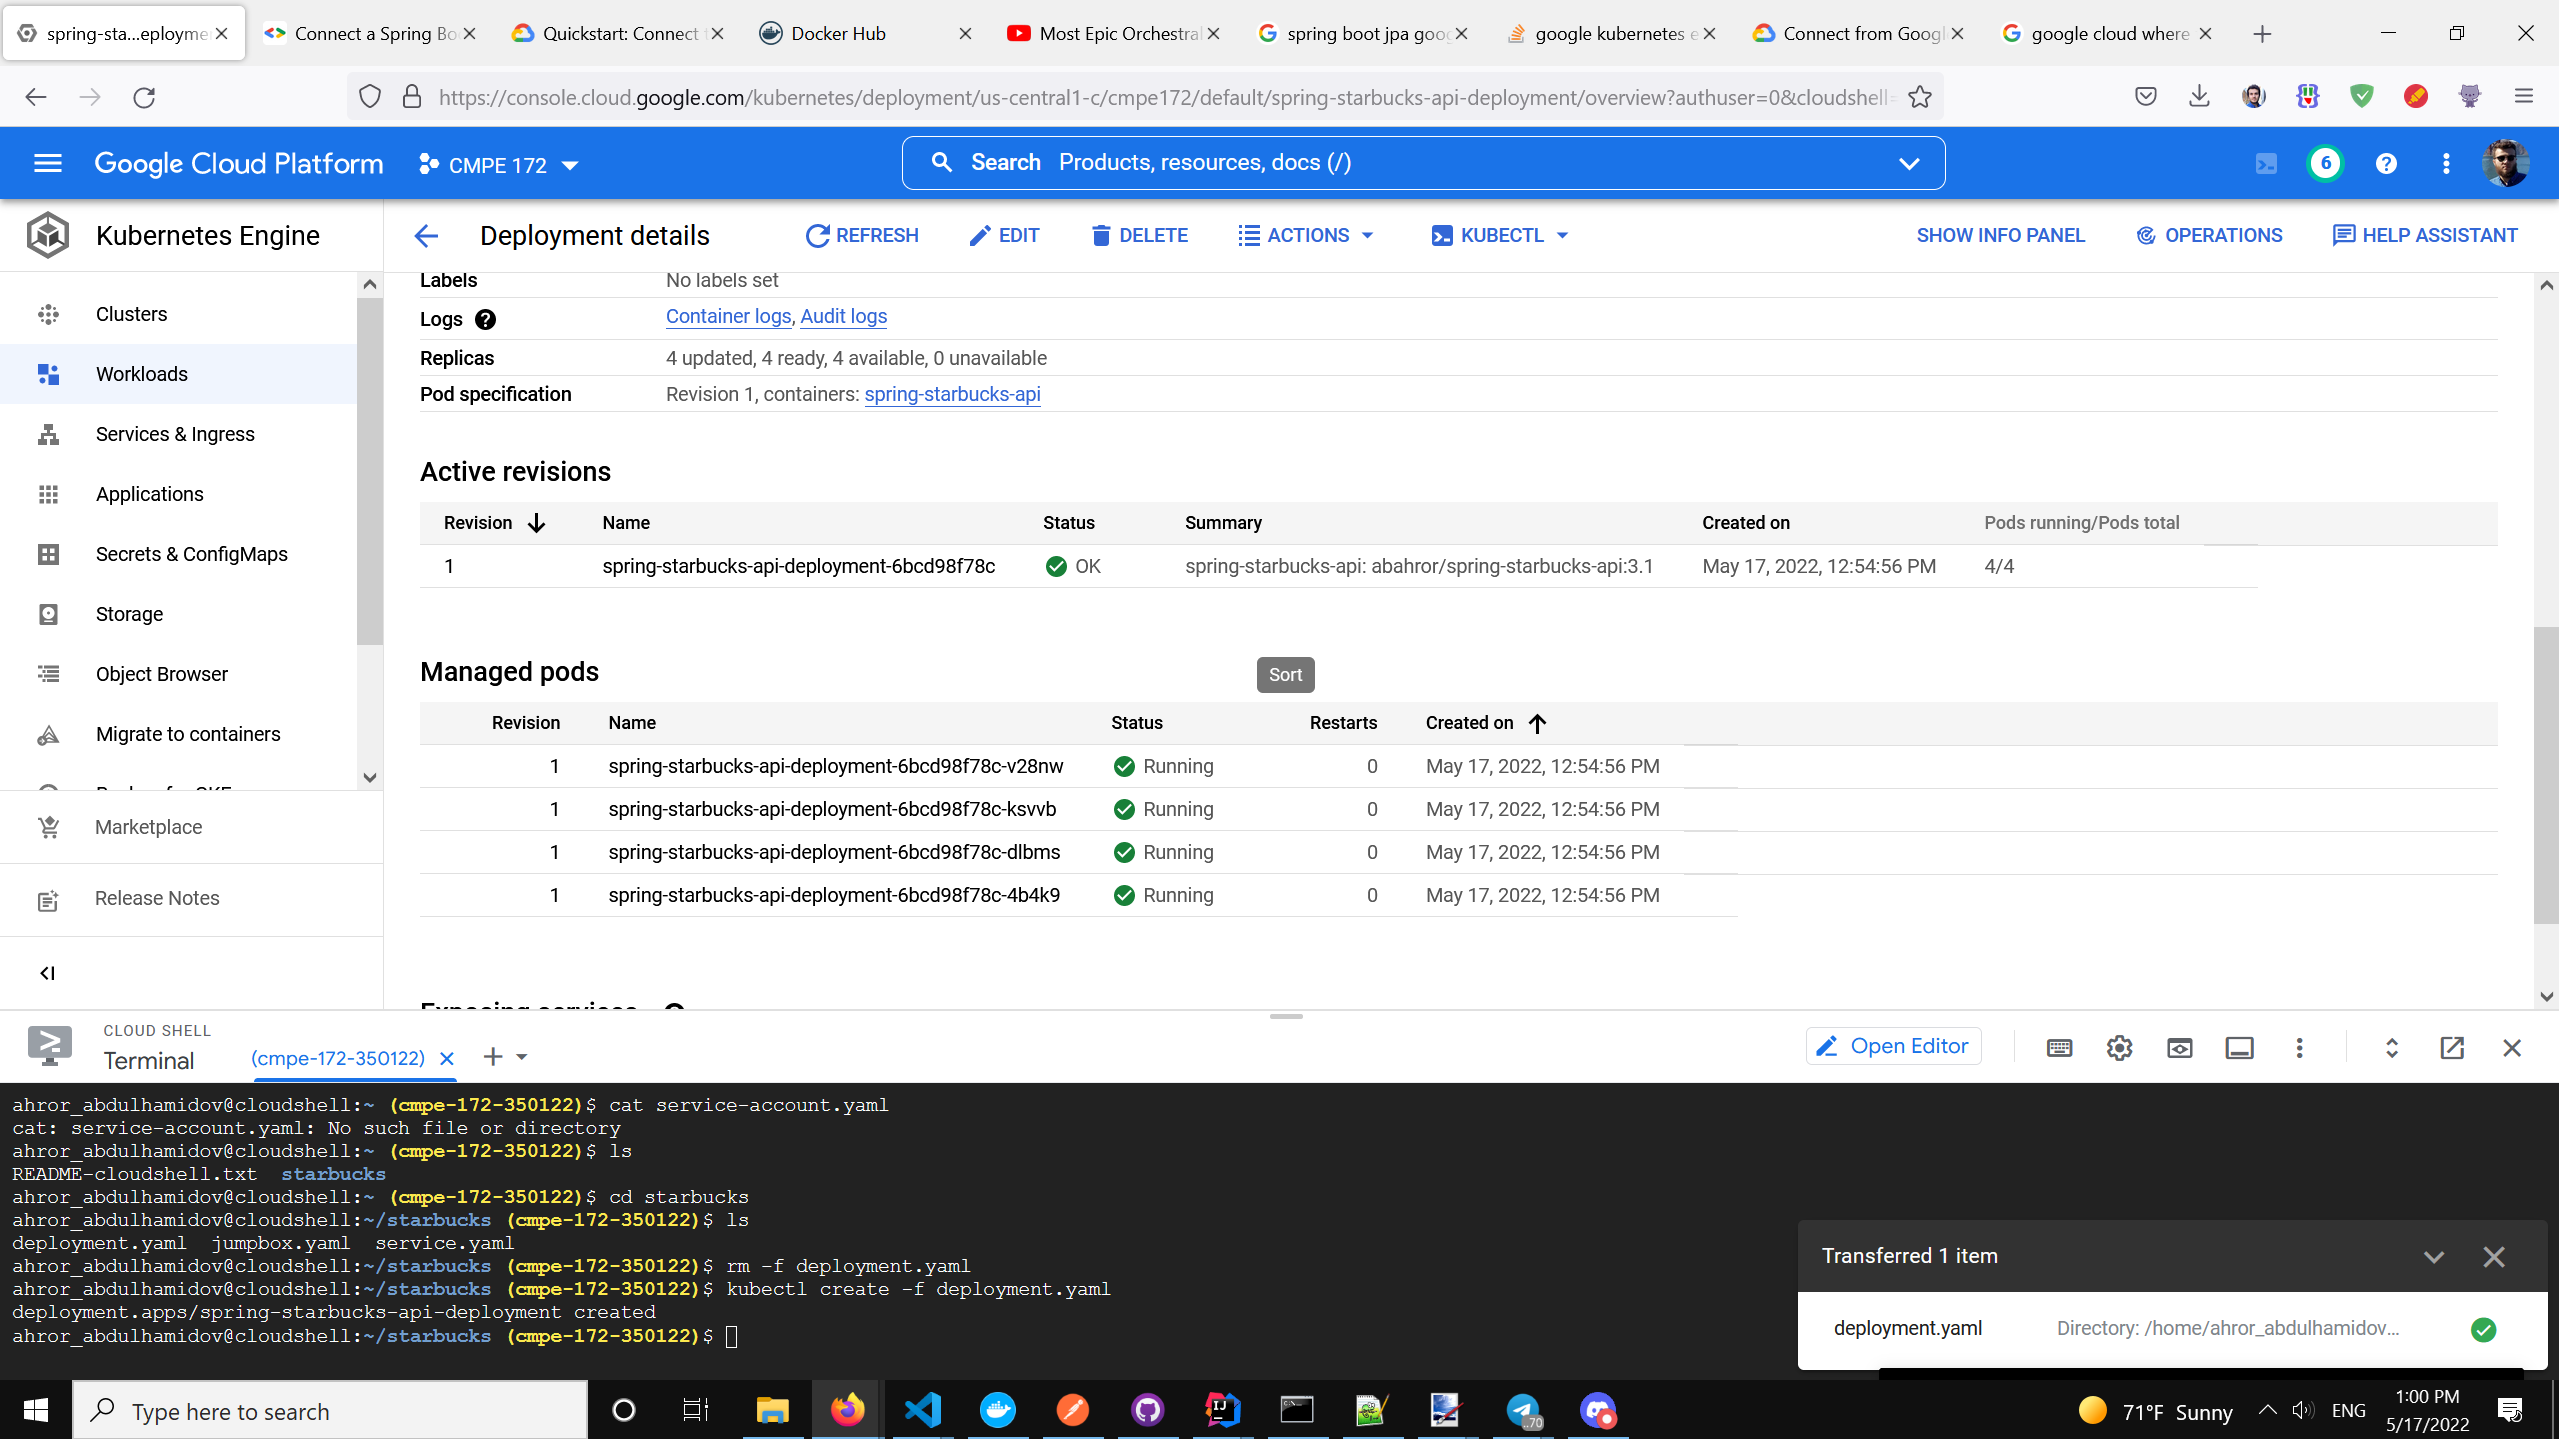 spring-sta...eployme
Connect a Spring Bo
Quickstart: Connect f
Docker Hub
Most Epic Orchestral
spring boot jpa goog
google kubernetes e
Connect from Googl
google cloud where
https://console.cloud.google.com/kubernetes/deployment/us-central1-c/cmpe172/default/spring-starbucks-api-deployment/overview?authuser=0&cloudshell=
Google Cloud Platform
CMPE 172
Search Products, resources, docs (/)
6
Kubernetes Engine
Deployment details
REFRESH
EDIT
DELETE
ACTIONS
KUBECTL
SHOW INFO PANEL
OPERATIONS
HELP ASSISTANT
Clusters
Workloads
Services & Ingress
Applications
Secrets & ConfigMaps
Storage
Object Browser
Migrate to containers
Marketplace
Release Notes
Labels No labels set
Logs Container logs, Audit logs
Replicas 4 updated, 4 ready, 4 available, 0 unavailable
Pod specification Revision 1, containers: spring-starbucks-api
Active revisions
Revision Name Status Summary Created on Pods running/Pods total
1 spring-starbucks-api-deployment-6bcd98f78c OK spring-starbucks-api: abahror/spring-starbucks-api:3.1 May 17, 2022, 12:54:56 PM 4/4
Managed pods
Sort
Revision Name Status Restarts Created on
1 spring-starbucks-api-deployment-6bcd98f78c-v28nw Running 0 May 17, 2022, 12:54:56 PM
1 spring-starbucks-api-deployment-6bcd98f78c-ksvvb Running 0 May 17, 2022, 12:54:56 PM
1 spring-starbucks-api-deployment-6bcd98f78c-dlbms Running 0 May 17, 2022, 12:54:56 PM
1 spring-starbucks-api-deployment-6bcd98f78c-4b4k9 Running 0 May 17, 2022, 12:54:56 PM
Exposing services
CLOUD SHELL
Terminal
(cmpe-172-350122)
Open Editor
ahror_abdulhamidov@cloudshell:~ (cmpe-172-350122)$ cat service-account.yaml
cat: service-account.yaml: No such file or directory
ahror_abdulhamidov@cloudshell:~ (cmpe-172-350122)$ ls
README-cloudshell.txt starbucks
ahror_abdulhamidov@cloudshell:~ (cmpe-172-350122)$ cd starbucks
ahror_abdulhamidov@cloudshell:~/starbucks (cmpe-172-350122)$ ls
deployment.yaml jumpbox.yaml service.yaml
ahror_abdulhamidov@cloudshell:~/starbucks (cmpe-172-350122)$ rm -f deployment.yaml
ahror_abdulhamidov@cloudshell:~/starbucks (cmpe-172-350122)$ kubectl create -f deployment.yaml
deployment.apps/spring-starbucks-api-deployment created
ahror_abdulhamidov@cloudshell:~/starbucks (cmpe-172-350122)$
Transferred 1 item
deployment.yaml Directory: /home/ahror_abdulhamidov...
Type here to search
IJ
..70
71°F Sunny
ENG
1:00 PM
5/17/2022